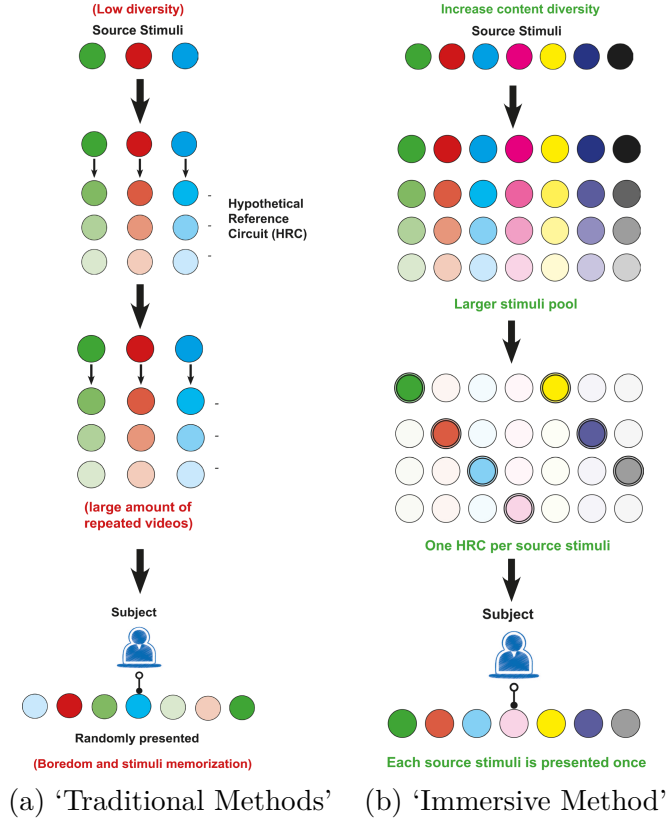 (Low diversity)
Source Stimuli
Hypothetical
Reference
Circuit (HRC)
(large amount of
repeated videos)
Subject
Randomly presented
(Boredom and stimuli memorization)
(a) ‘Traditional Methods’
Increase content diversity
Source Stimuli
Larger stimuli pool
One HRC per source stimuli
Subject
Each source stimuli is presented once
(b) ‘Immersive Method’